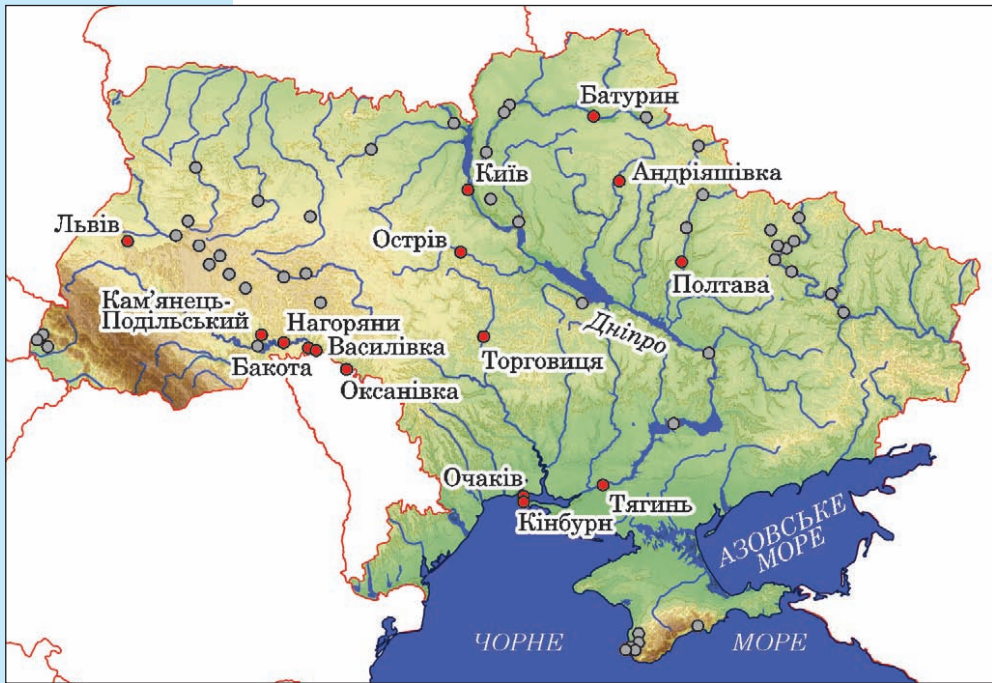 Батурин
Київ
Андріяшівка
Львів
Острів
Полтава
Кам’янець-
Подільський
Нагоряни
Дніпро
Василівка
Торговиця
Бакота
Оксанівка
Очаків
Тягинь
Кінбурн
АЗОВСЬКЕ
МОРЕ
ЧОРНЕ МОРЕ